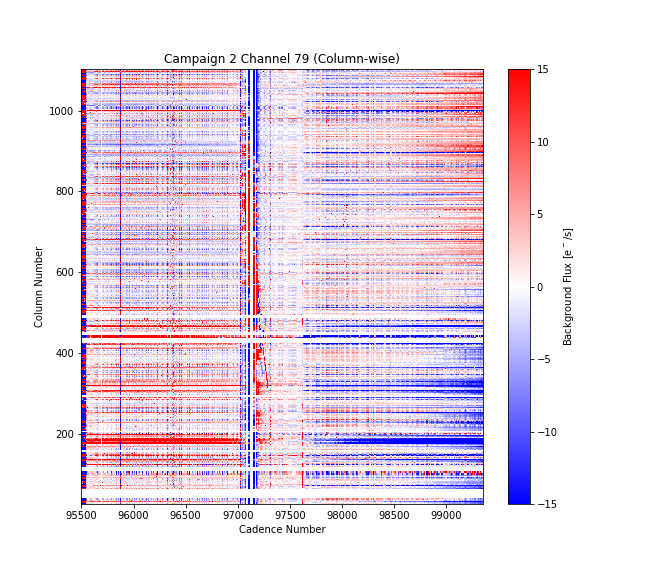 Campaign 2 Channel 79 (Column-wise)
1000
800
600
400
200
Column Number
95500 96000 96500 97000 97500 98000 98500 99000
Cadence Number
15
10
5
0
−5
−10
−15
Background Flux [e⁻/s]